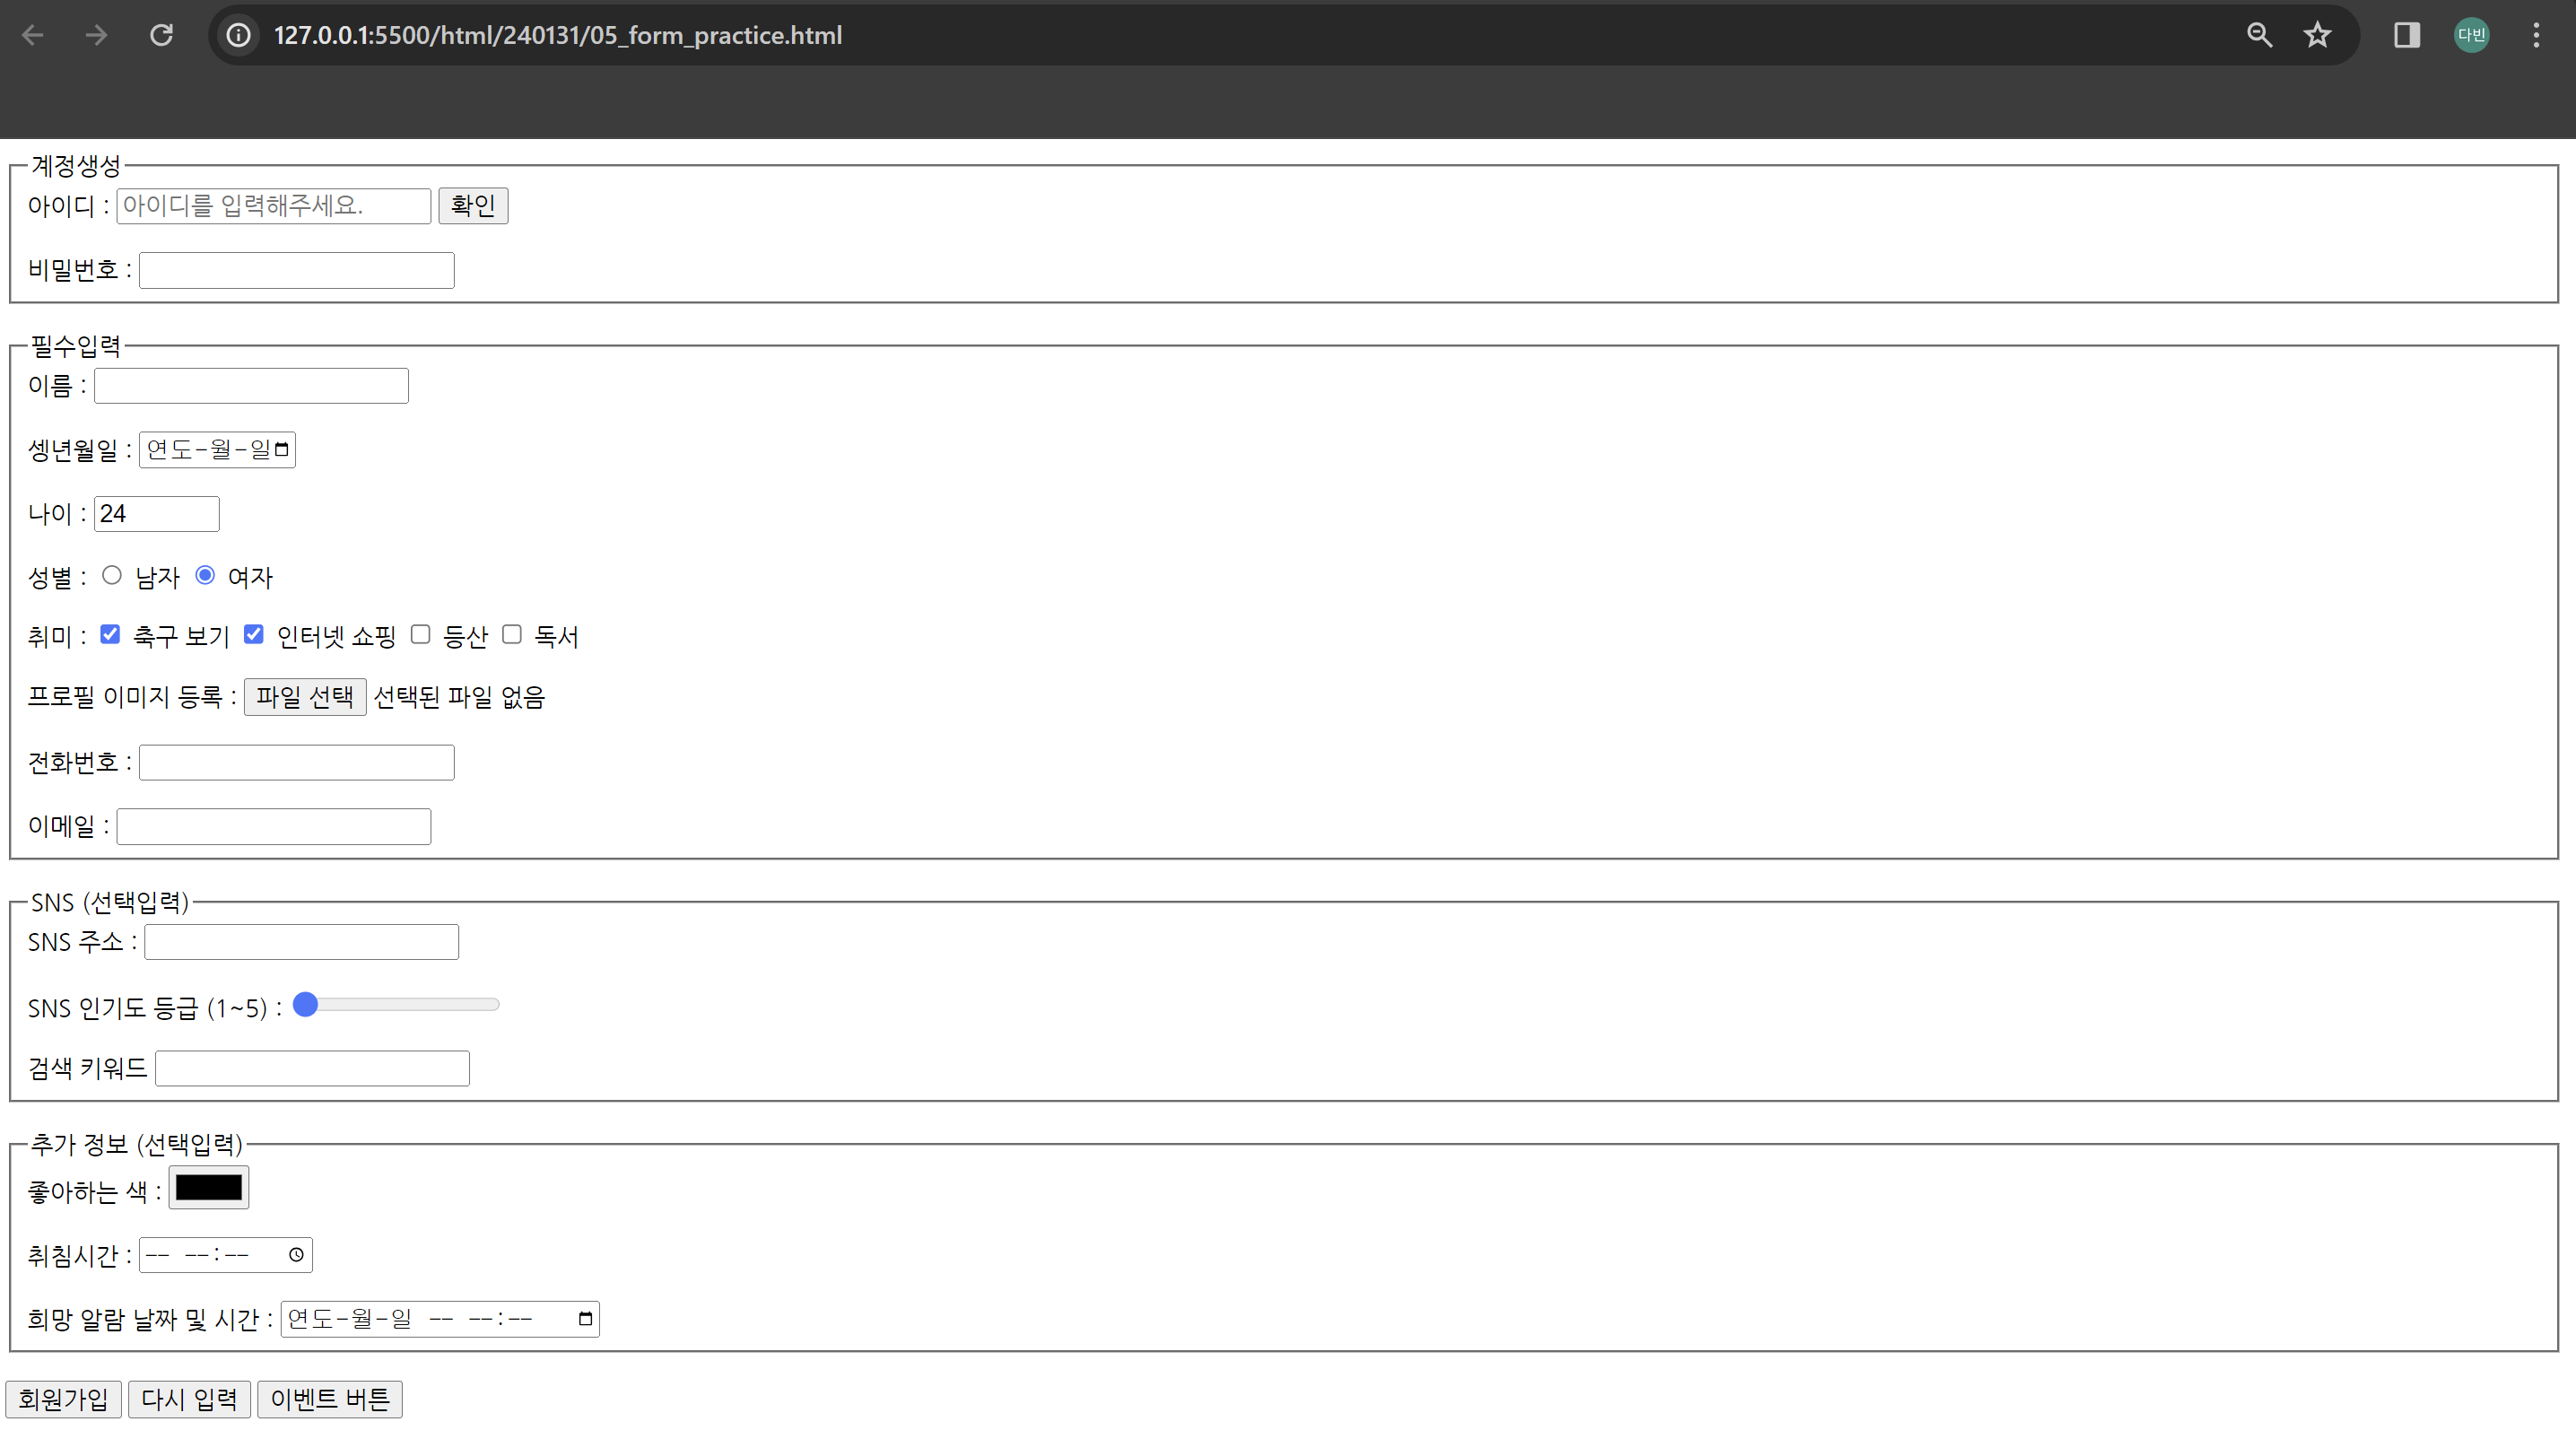 127.0.0.1:5500/html/240131/05_form_practice.html 다빈
계정생성
아이디 : 아이디를 입력해주세요. 확인
비밀번호 :
필수입력
이름 :
셍년월일 : 연도-월-일
나이 : 24
성별 : 남자 여자
취미 : 축구 보기 인터넷 쇼핑 등산 독서
프로필 이미지 등록 : 파일 선택 선택된 파일 없음
전화번호 :
이메일 :
SNS (선택입력)
SNS 주소 :
SNS 인기도 등급 (1~5) :
검색 키워드
추가 정보 (선택입력)
좋아하는 색 :
취침시간 : -- --:--
희망 알람 날짜 및 시간 : 연도-월-일 -- --:--
회원가입 다시 입력 이벤트 버튼